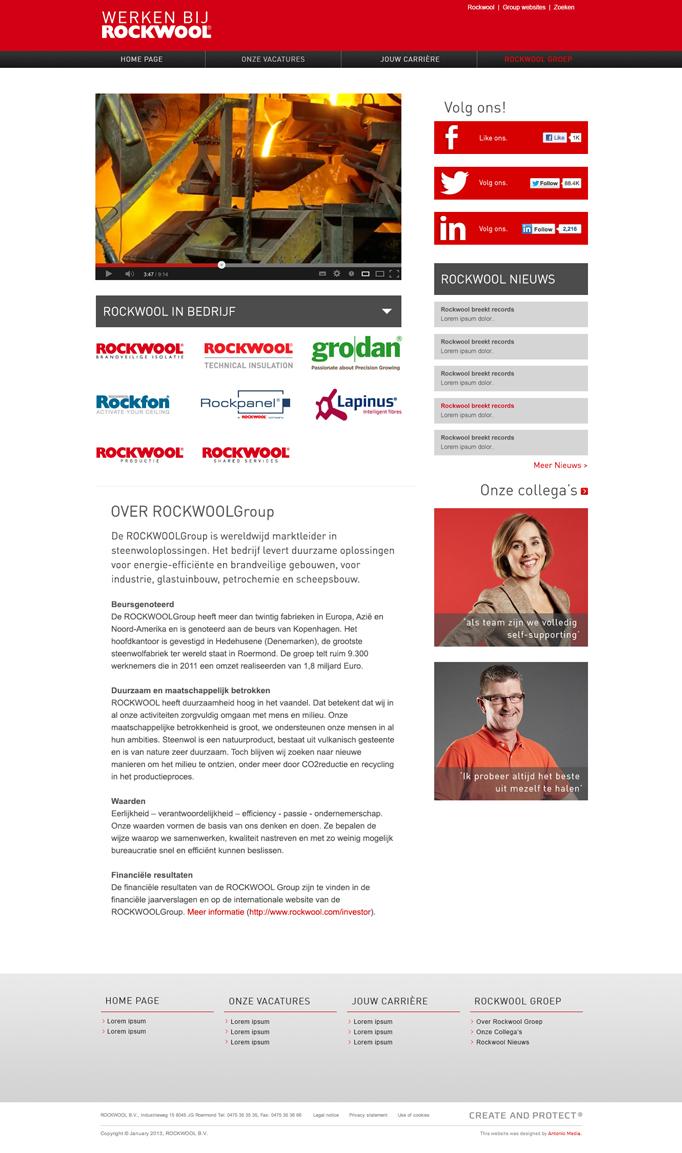 Rockwool | Group websites | Zoeken
WERKEN BIJ
ROCKWOOL®
HOME PAGE
ONZE VACATURES
JOUW CARRIÈRE
ROCKWOOL GROEP
3:47 / 9:14
Volg ons!
Like ons.
Like
1K
Volg ons.
Follow
88.4K
Volg ons.
Follow
2,216
ROCKWOOL IN BEDRIJF
ROCKWOOL®
BRANDVEILIGE ISOLATIE
ROCKWOOL®
TECHNICAL INSULATION
grodan®
Passionate about Precision Growing
Rockfon®
ACTIVATE YOUR CEILING
Rockpanel®
Lapinus®
Intelligent fibres
ROCKWOOL®
PRODUCTIE
ROCKWOOL®
SHARED SERVICES
ROCKWOOL NIEUWS
Rockwool breekt records
Lorem ipsum dolor..
Rockwool breekt records
Lorem ipsum dolor..
Rockwool breekt records
Lorem ipsum dolor..
Rockwool breekt records
Lorem ipsum dolor..
Rockwool breekt records
Lorem ipsum dolor..
Meer Nieuws >
OVER ROCKWOOLGroup
De ROCKWOOLGroup is wereldwijd marktleider in
steenwoloplossingen. Het bedrijf levert duurzame oplossingen
voor energie-efficiënte en brandveilige gebouwen, voor
industrie, glastuinbouw, petrochemie en scheepsbouw.
Beursgenoteerd
De ROCKWOOLGroup heeft meer dan twintig fabrieken in Europa, Azië en
Noord-Amerika en is genoteerd aan de beurs van Kopenhagen. Het
hoofdkantoor is gevestigd in Hedehusene (Denemarken), de grootste
steenwolfabriek ter wereld staat in Roermond. De groep telt ruim 9.300
werknemers die in 2011 een omzet realiseerden van 1,8 miljard Euro.
Duurzaam en maatschappelijk betrokken
ROCKWOOL heeft duurzaamheid hoog in het vaandel. Dat betekent dat wij in
al onze activiteiten zorgvuldig omgaan met mens en milieu. Onze
maatschappelijke betrokkenheid is groot, we ondersteunen onze mensen in al
hun ambities. Steenwol is een natuurproduct, bestaat uit vulkanisch gesteente
en is van nature zeer duurzaam. Toch blijven wij zoeken naar nieuwe
manieren om het milieu te ontzien, onder meer door CO2reductie en recycling
in het productieproces.
Waarden
Eerlijkheid – verantwoordelijkheid – efficiency - passie - ondernemerschap.
Onze waarden vormen de basis van ons denken en doen. Ze bepalen de
wijze waarop we samenwerken, kwaliteit nastreven en met zo weinig mogelijk
bureaucratie snel en efficiënt kunnen beslissen.
Financiële resultaten
De financiële resultaten van de ROCKWOOL Group zijn te vinden in de
financiële jaarverslagen en op de internationale website van de
ROCKWOOLGroup. Meer informatie (http://www.rockwool.com/investor).
Onze collega's
'als team zijn we volledig
self-supporting'
'Ik probeer altijd het beste
uit mezelf te halen'
HOME PAGE
Lorem ipsum
Lorem ipsum
ONZE VACATURES
Lorem ipsum
Lorem ipsum
Lorem ipsum
JOUW CARRIÈRE
Lorem ipsum
Lorem ipsum
Lorem ipsum
ROCKWOOL GROEP
Over Rockwool Groep
Onze Collega's
Rockwool Nieuws
ROCKWOOL B.V., Industrieweg 15 6045 JG Roermond Tel: 0475 35 35 35, Fax: 0475 35 36 66
Legal notice
Privacy statement
Use of cookies
CREATE AND PROTECT®
Copyright © January 2013, ROCKWOOL B.V.
This website was designed by Antonio Media.